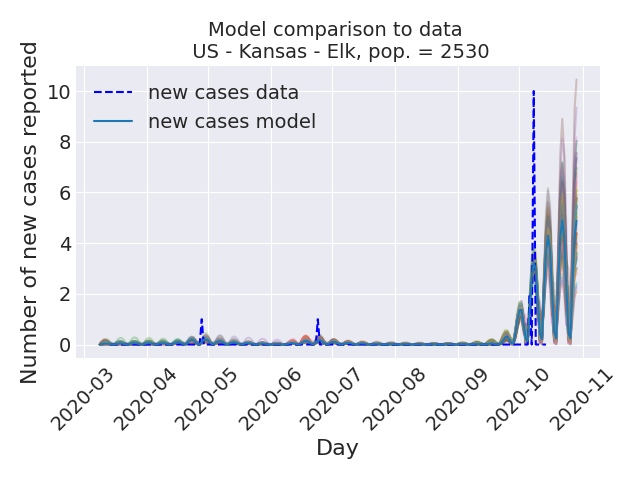 Model comparison to data
US - Kansas - Elk, pop. = 2530
new cases data
new cases model
Number of new cases reported
10
8
6
4
2
0
2020-03
2020-04
2020-05
2020-06
2020-07
2020-08
2020-09
2020-10
2020-11
Day